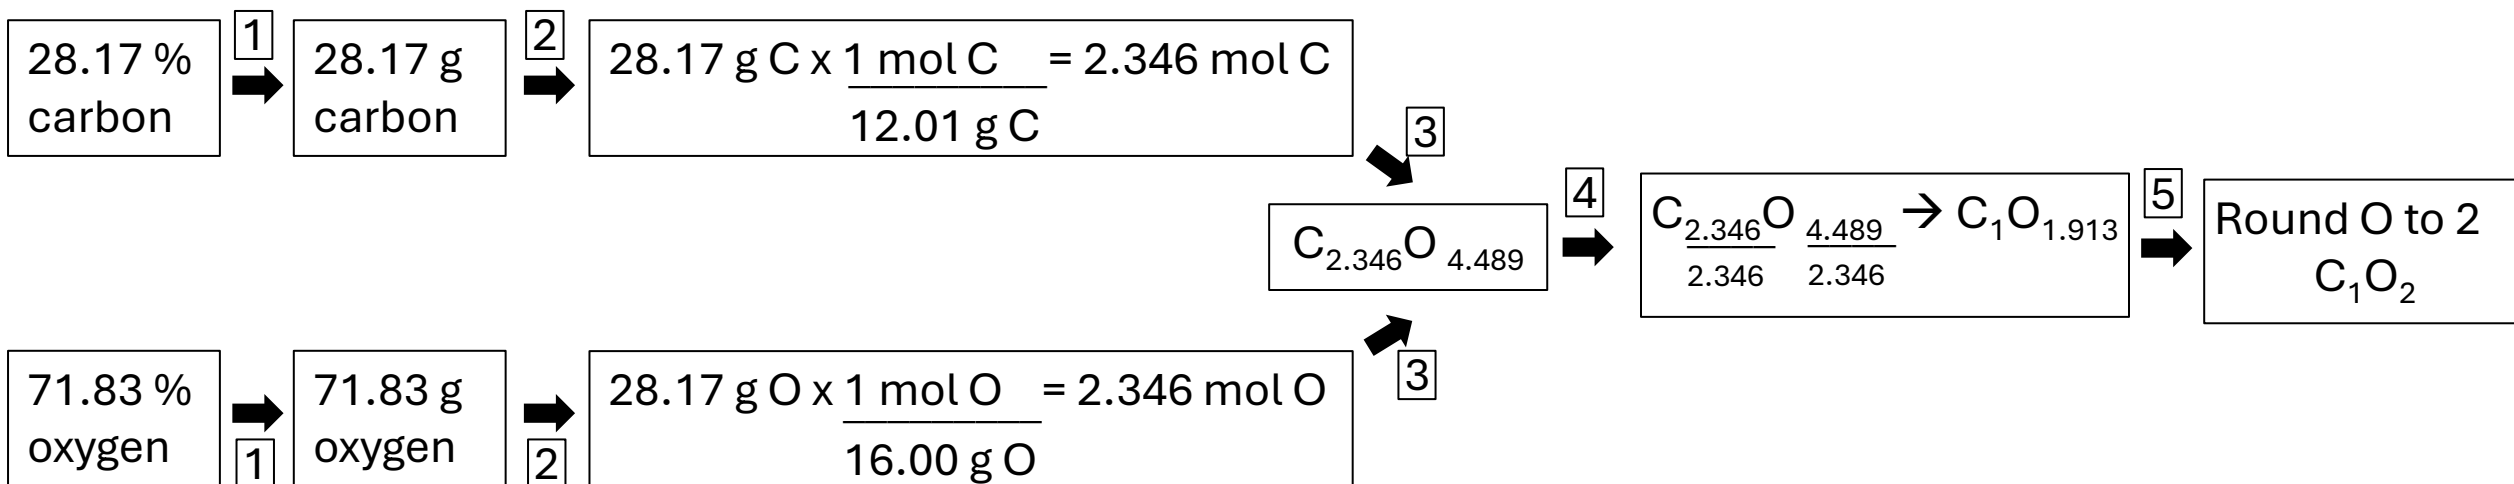 28.17 %
carbon
1
28.17 g
carbon
2
28.17 g C x 1 mol C = 2.346 mol C
12.01 g C
3
71.83 %
oxygen
1
71.83 g
oxygen
2
28.17 g O x 1 mol O = 2.346 mol O
16.00 g O
3
C₂.₃₄₆O ₄.₄₈₉
4
C₂.₃₄₆O ₄.₄₈₉ → C₁O₁.₉₁₃
2.346 2.346
5
Round O to 2
C₁O₂